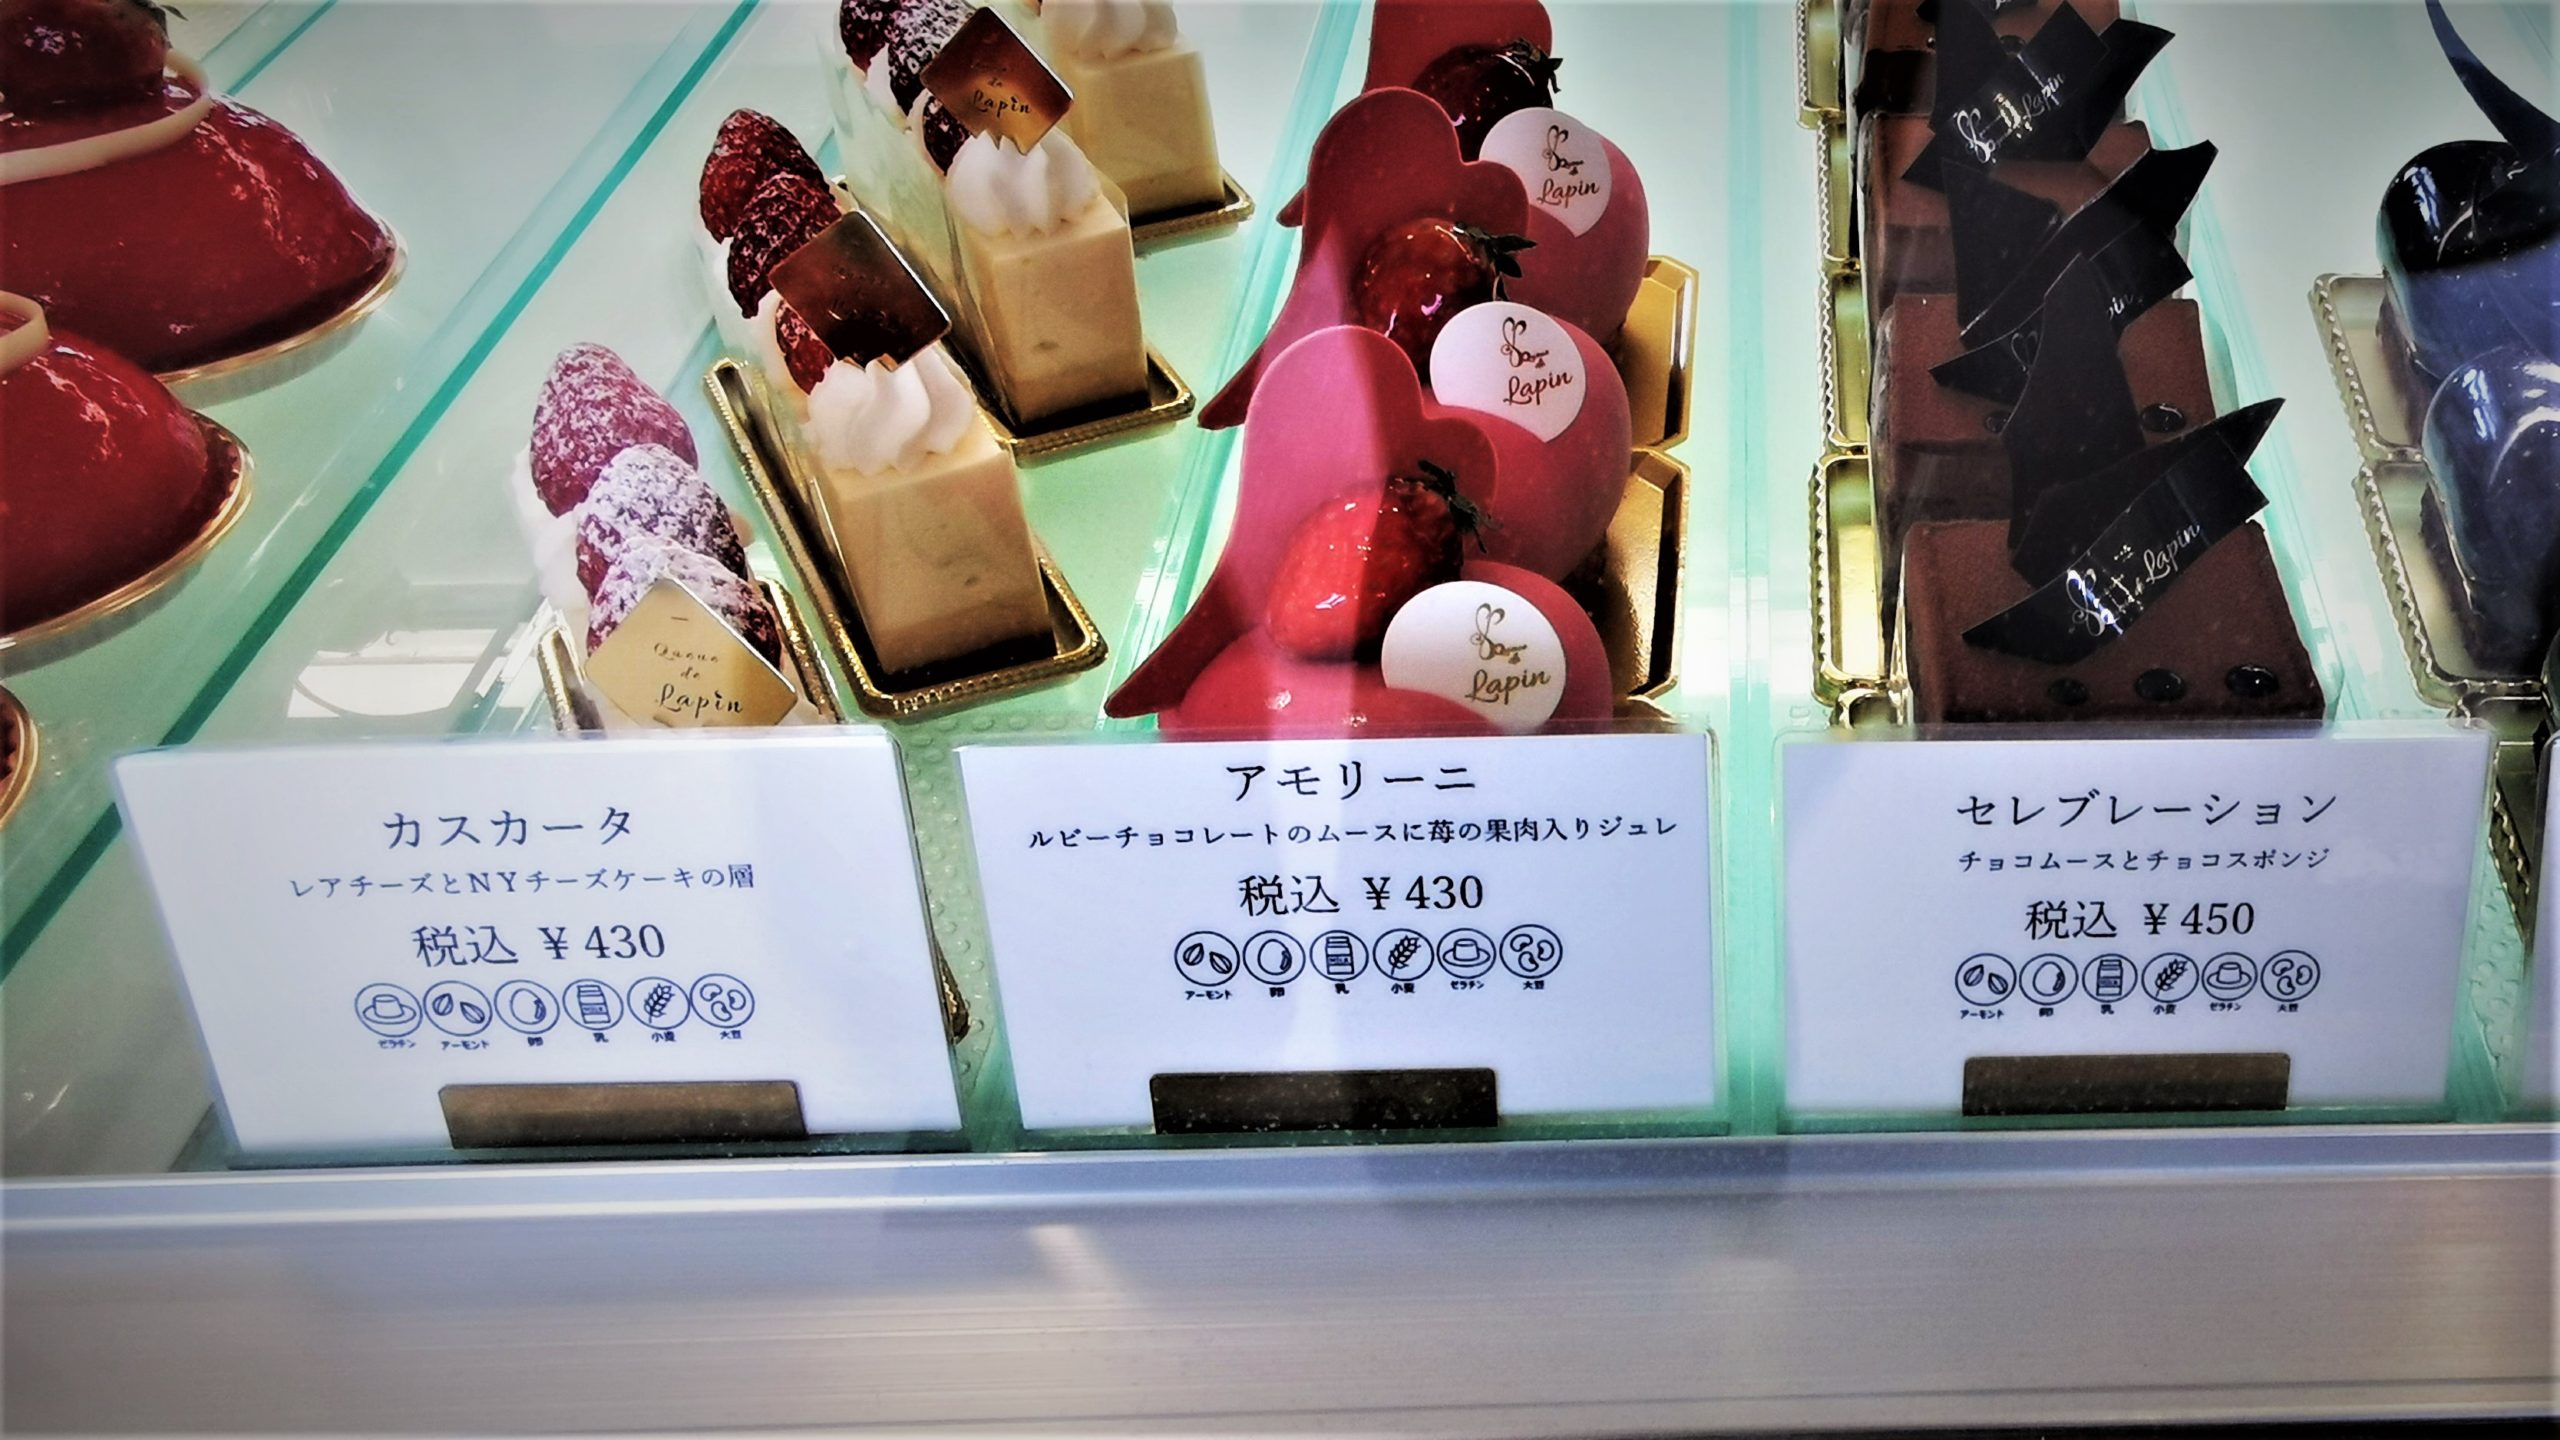 Queue
de
Lapin
カスカータ
レアチーズとNYチーズケーキの層
税込 ¥430
ゼラチン アーモンド 卵 乳 小麦 大豆
de
Lapin
Lapin
Lapin
Lapin
アモリーニ
ルビーチョコレートのムースに苺の果肉入りジュレ
税込 ¥430
MILK
アーモンド 卵 乳 小麦 ゼラチン 大豆
Lapin
de Lapin
セレブレーション
チョコムースとチョコスポンジ
税込 ¥450
アーモンド 卵 乳 小麦 ゼラチン 大豆